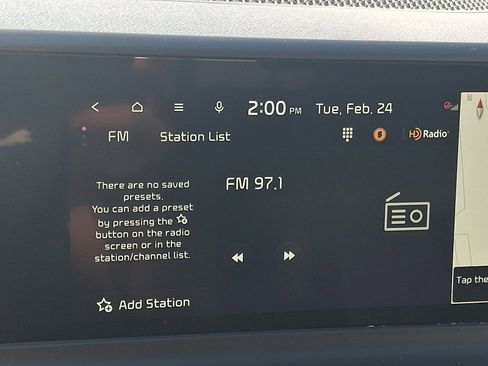 2:00 PM Tue, Feb. 24
FM Station List HD Radio
N
There are no saved
presets.
You can add a preset
by pressing the
button on the radio
screen or in the
station/channel list.
FM 97.1
Tap the
Add Station